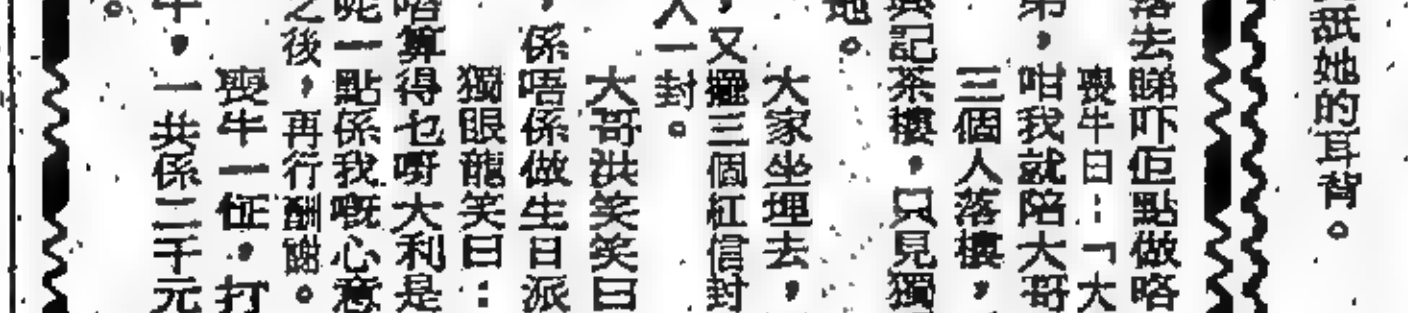 舐她的耳背。
落去睇吓佢點做咯
喪牛曰：「大
弟，咁我就陪大哥
三個人落樓，
興記茶樓，只見獨
地。
大家坐埋去，
，又攞三個紅信封
人一封。
大哥洪笑笑曰
，係唔係做生日派
獨眼龍笑曰：
唔算得乜嘢大利是
呢一點係我嘅心意
之後，再行酬謝。
喪牛一怔，打
牛，一共係二千元